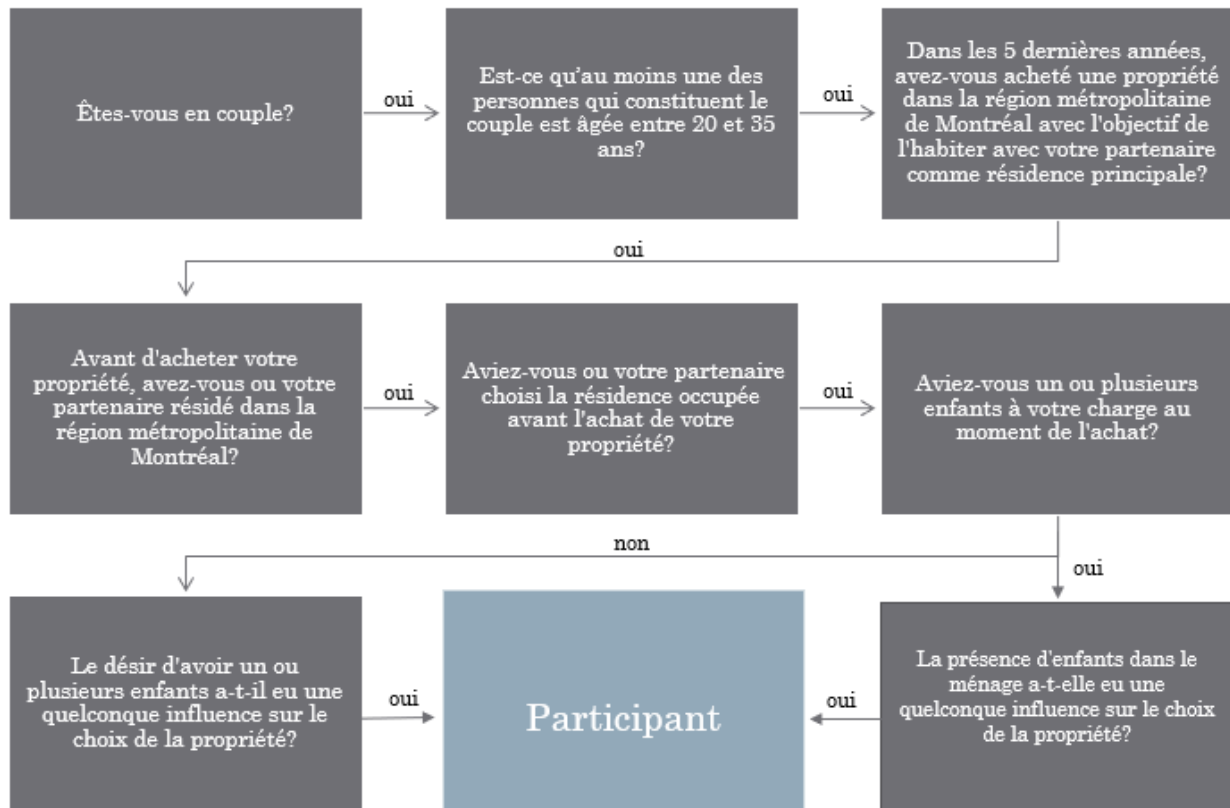 Êtes-vous en couple?
oui
Est-ce qu'au moins une des
personnes qui constituent le
couple est âgée entre 20 et 35
ans?
oui
Dans les 5 dernières années,
avez-vous acheté une propriété
dans la région métropolitaine
de Montréal avec l'objectif de
l'habiter avec votre partenaire
comme résidence principale?
oui
Avant d'acheter votre
propriété, avez-vous ou votre
partenaire résidé dans la
région métropolitaine de
Montréal?
oui
Aviez-vous ou votre partenaire
choisi la résidence occupée
avant l'achat de votre
propriété?
oui
Aviez-vous un ou plusieurs
enfants à votre charge au
moment de l'achat?
non
oui
Le désir d'avoir un ou
plusieurs enfants a-t-il eu une
quelconque influence sur le
choix de la propriété?
oui
Participant
oui
La présence d'enfants dans le
ménage a-t-elle eu une
quelconque influence sur le choix
de la propriété?